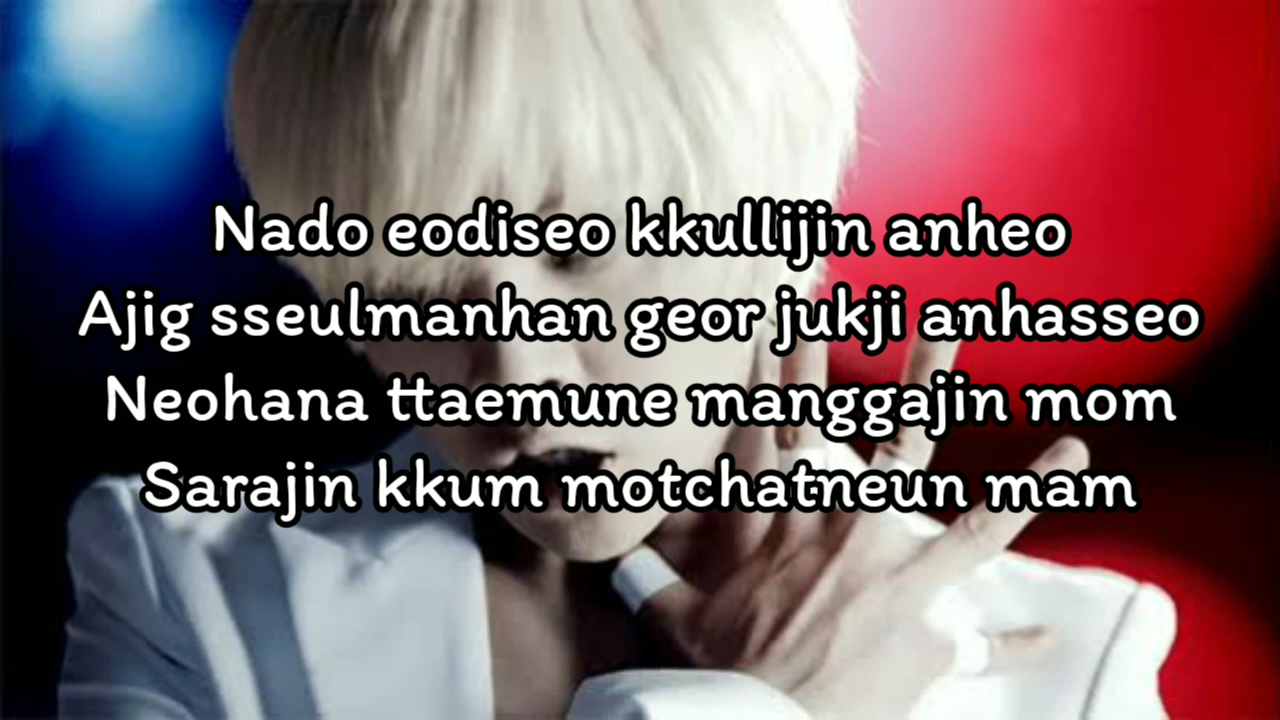 Nado eodiseo kkullijin anheo
Ajig sseulmanhan geor jukji anhasseo
Neohana ttaemune manggajin mom
Sarajin kkum motchatneun mam